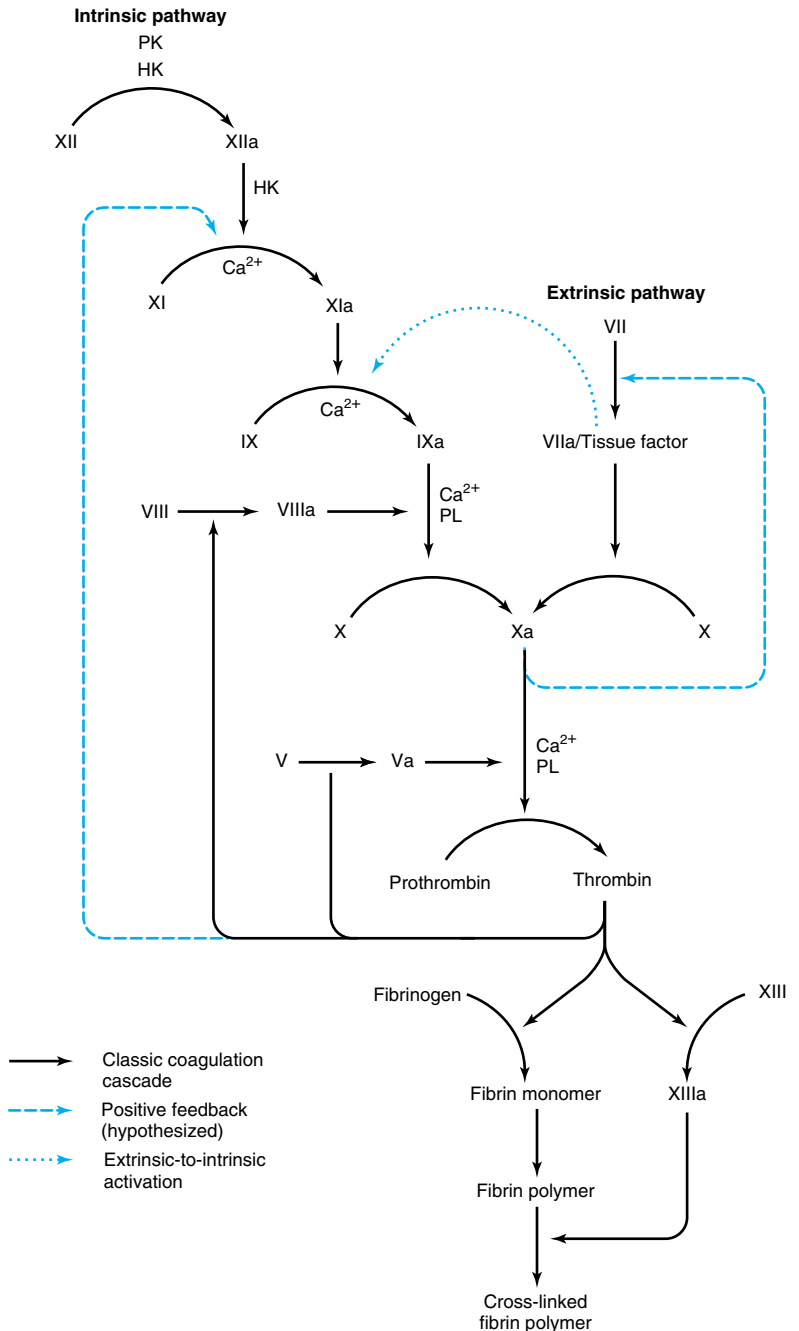 Intrinsic pathway
PK
HK
XII
XIIa
HK
Ca2+
XI
XIa
Extrinsic pathway
VII
Ca2+
IX
IXa
VIIa/Tissue factor
Ca2+
PL
VIII
VIIIa
X
Xa
X
Ca2+
PL
V
Va
Prothrombin
Thrombin
Fibrinogen
XIII
Classic coagulation
cascade
Positive feedback
(hypothesized)
Extrinsic-to-intrinsic
activation
Fibrin monomer
XIIIa
Fibrin polymer
Cross-linked
fibrin polymer